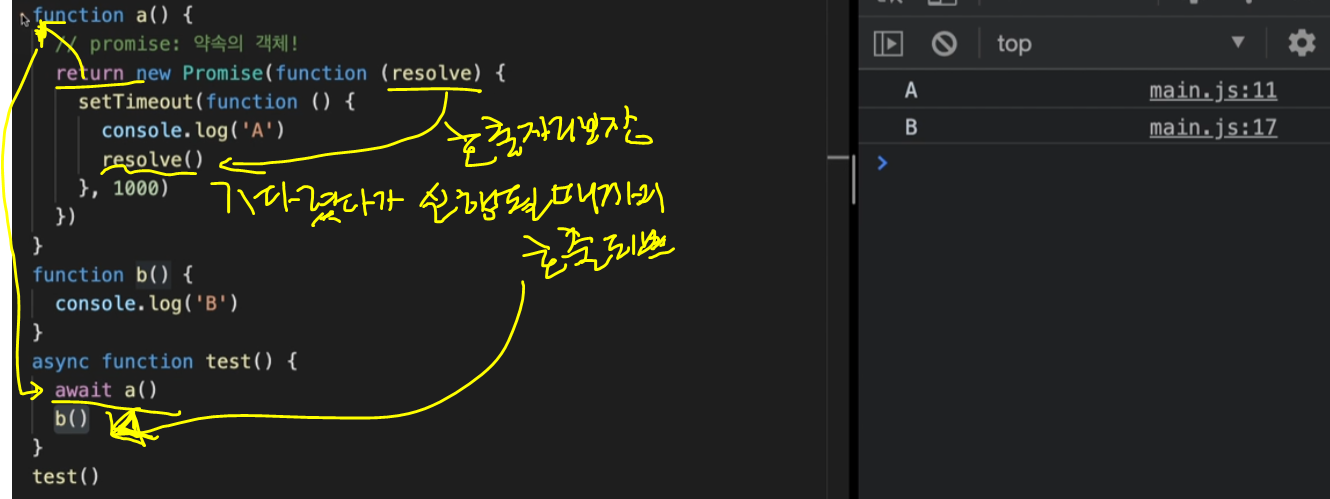 function a() {
// promise: 약속의 객체!
return new Promise(function (resolve) {
setTimeout(function () {
console.log('A')
resolve()
}, 1000)
})
}
function b() {
console.log('B')
}
async function test() {
await a()
b()
}
test()
호출자리보장
기다렸다가 실행될때까지
호출
top
A main.js:11
B main.js:17